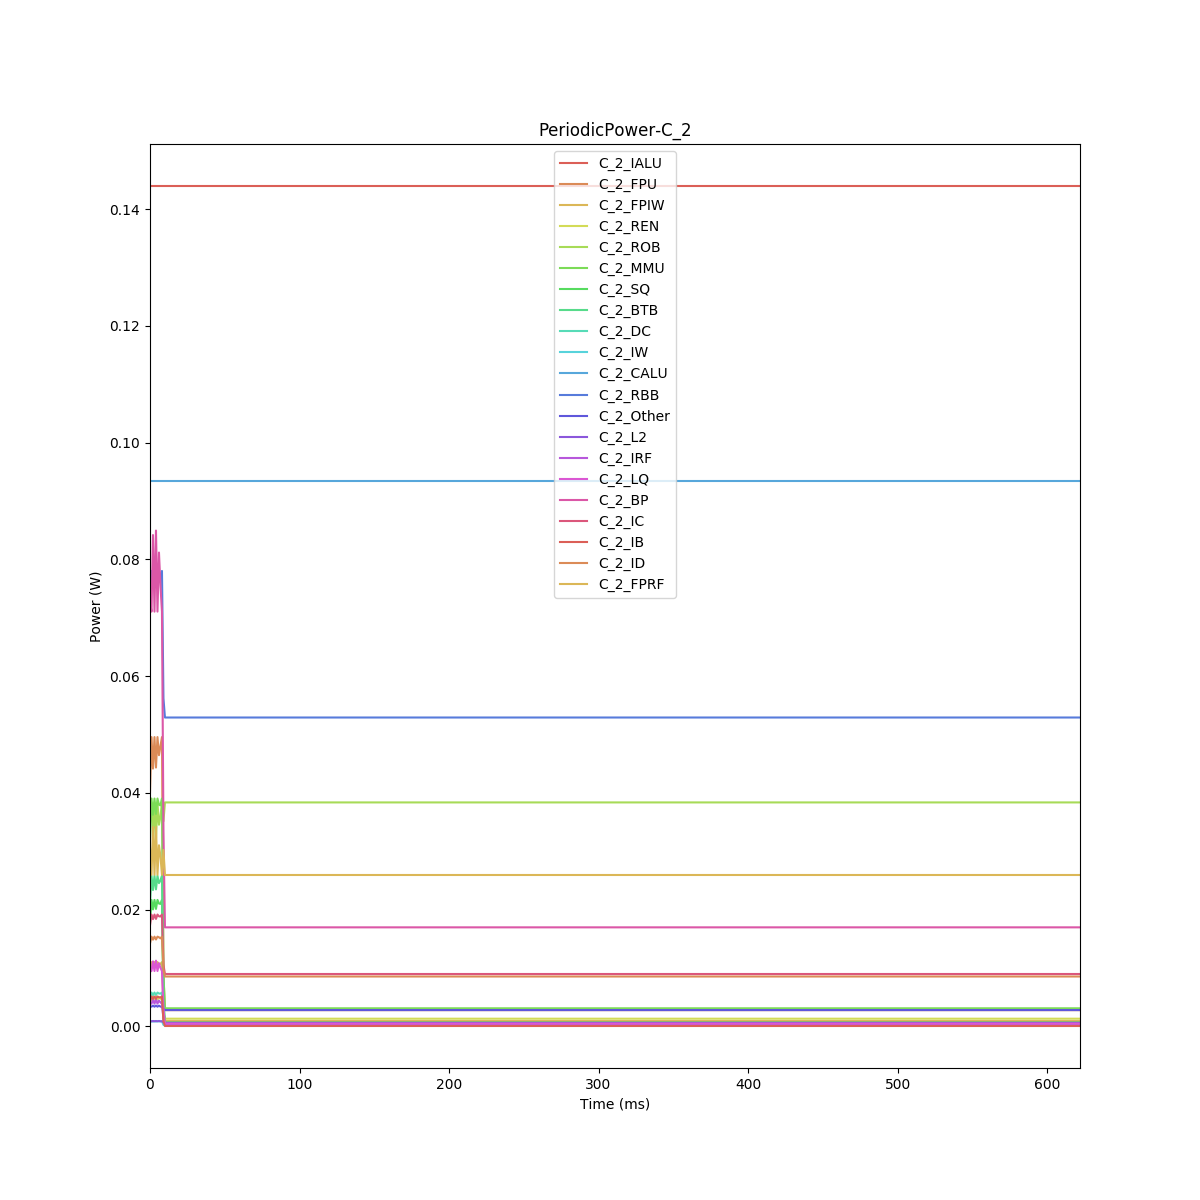 PeriodicPower-C_2
C_2_IALU
C_2_FPU
C_2_FPIW
C_2_REN
C_2_ROB
C_2_MMU
C_2_SQ
C_2_BTB
C_2_DC
C_2_IW
C_2_CALU
C_2_RBB
C_2_Other
C_2_L2
C_2_IRF
C_2_LQ
C_2_BP
C_2_IC
C_2_IB
C_2_ID
C_2_FPRF
0.14
0.12
0.10
0.08
0.06
0.04
0.02
0.00
Power (W)
0 100 200 300 400 500 600
Time (ms)